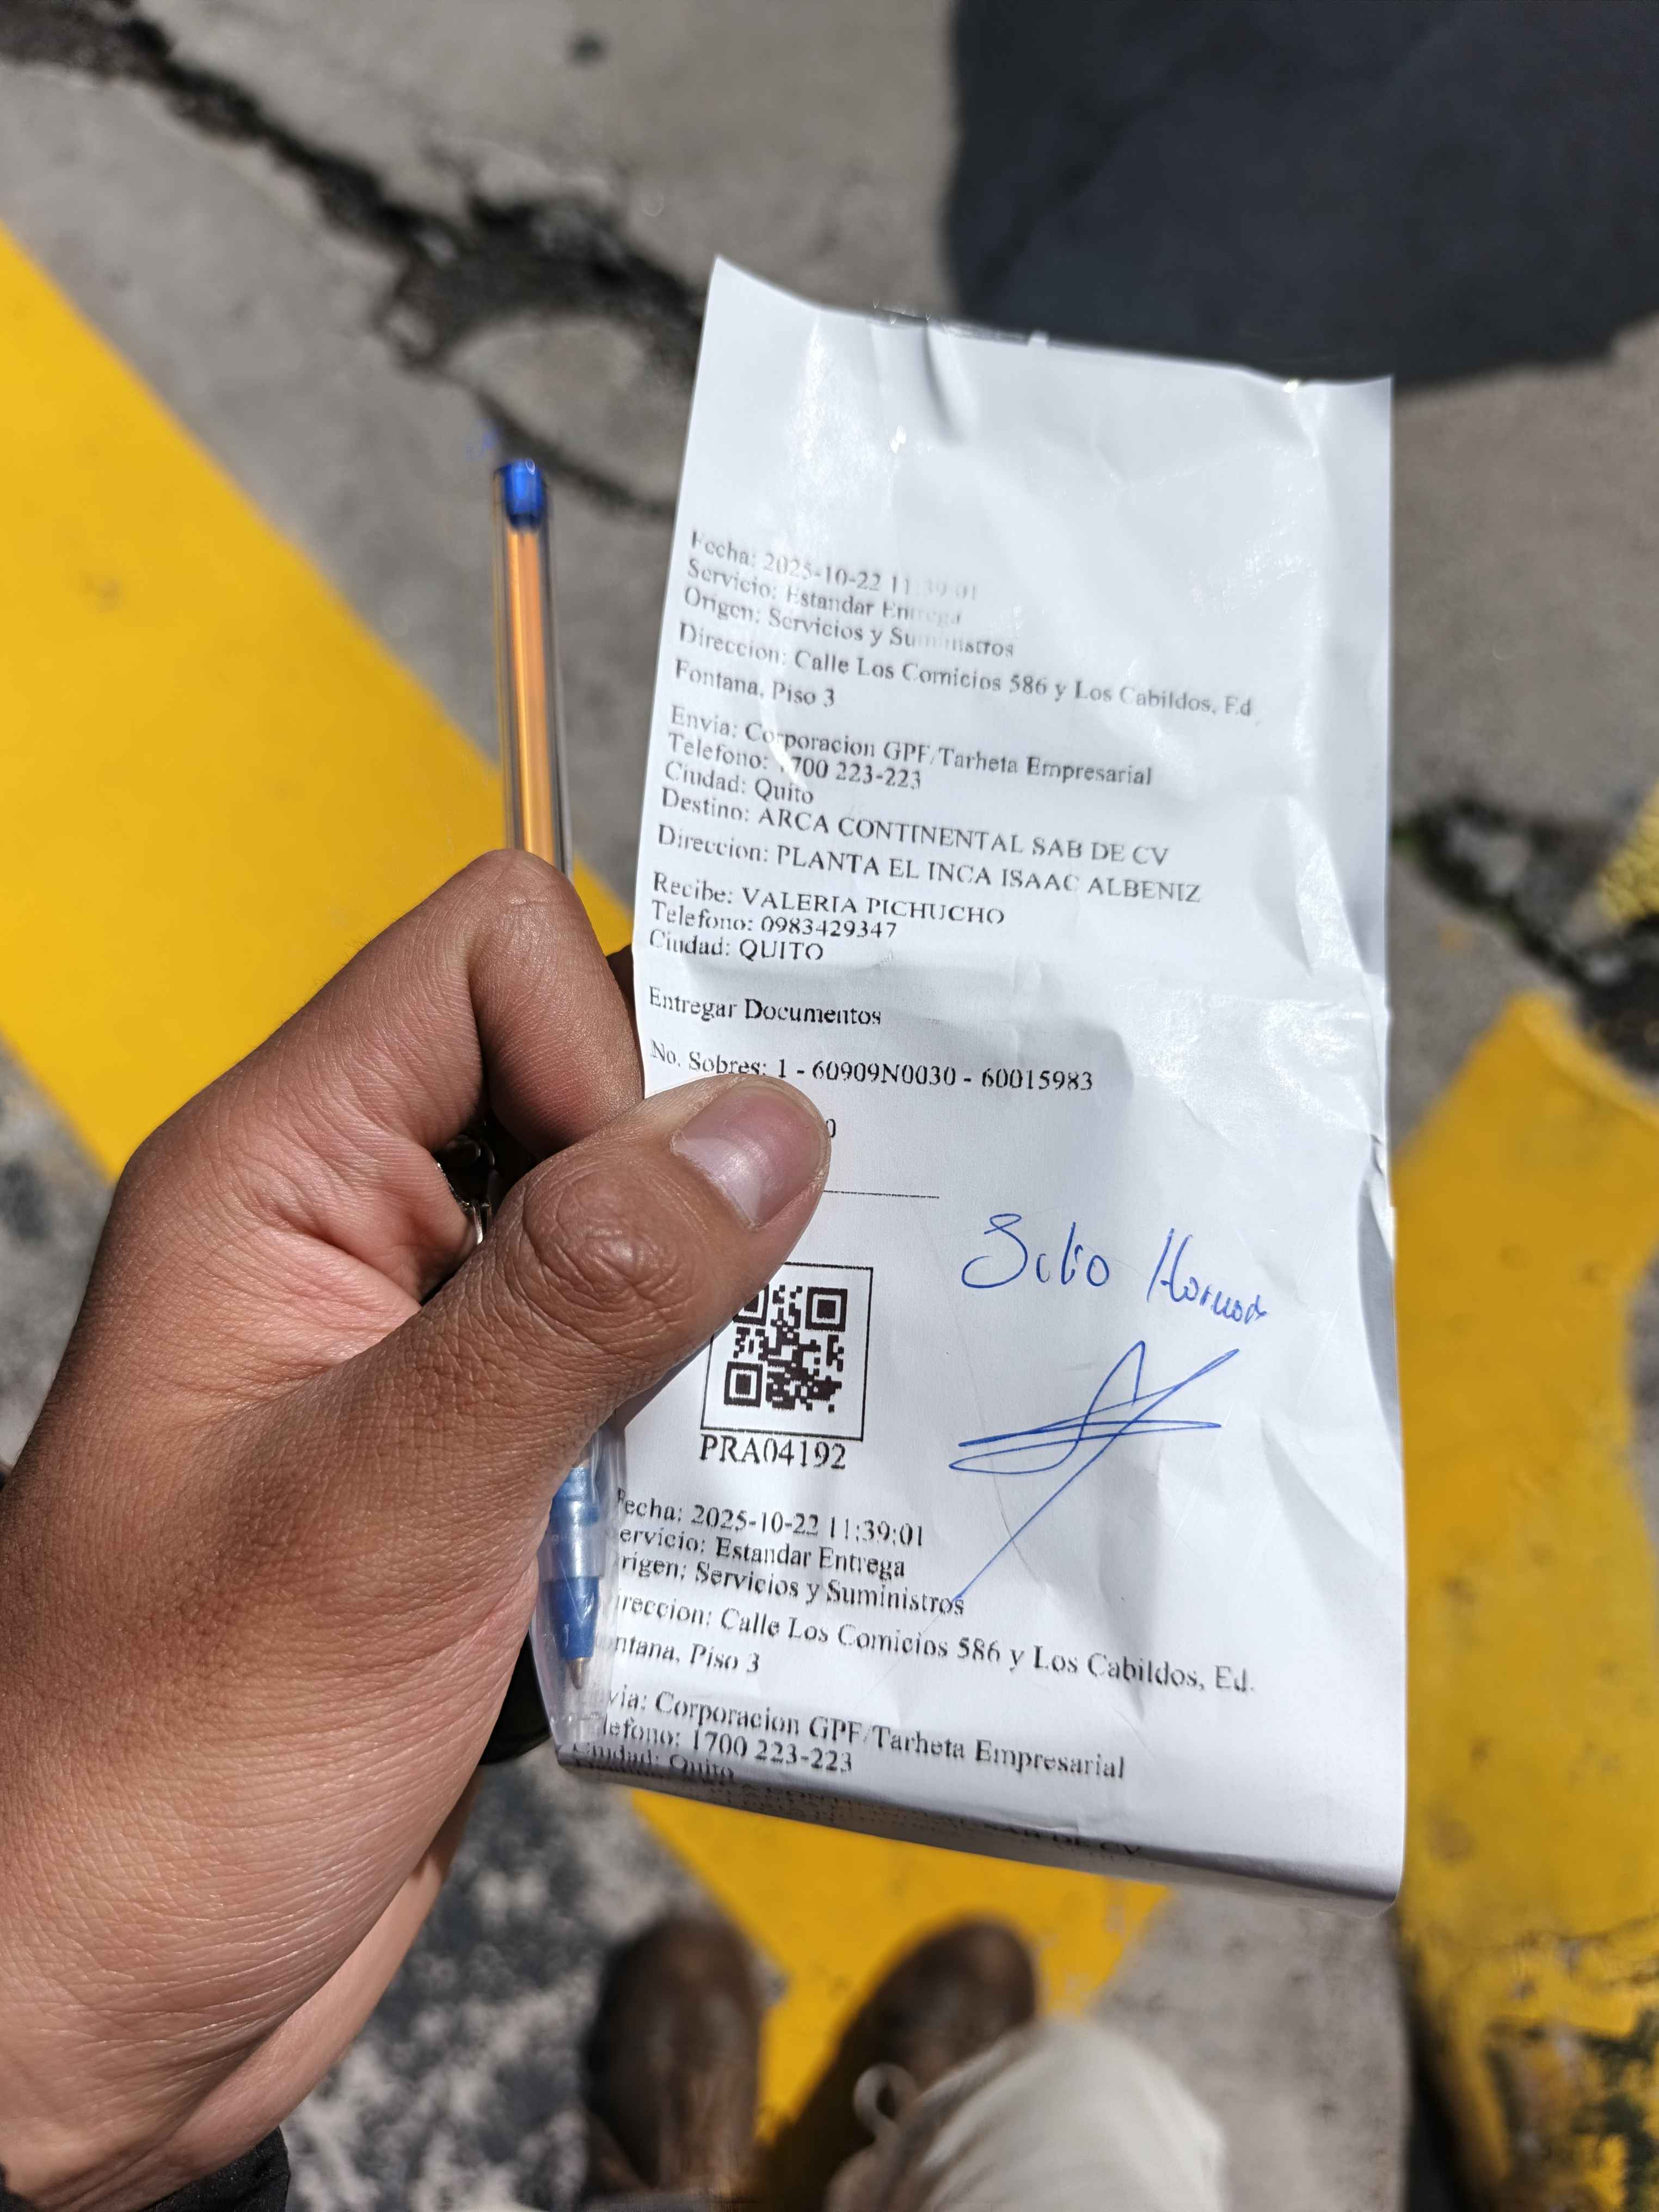 Fecha: 2025-10-22 11:39:01
Servicio: Estandar Entrega
Origen: Servicios y Suministros
Direccion: Calle Los Comicios 586 y Los Cabildos, Ed.
Fontana, Piso 3
Envia: Corporacion GPF/Tarheta Empresarial
Telefono: 1700 223-223
Ciudad: Quito
Destino: ARCA CONTINENTAL SAB DE CV
Direccion: PLANTA EL INCA ISAAC ALBENIZ
Recibe: VALERIA PICHUCHO
Telefono: 0983429347
Ciudad: QUITO
Entregar Documentos
No. Sobres: 1 - 60909N0030 - 60015983
0
PRA04192
Fecha: 2025-10-22 11:39:01
ervicio: Estandar Entrega
rigen: Servicios y Suministros
ireccion: Calle Los Comicios 586 y Los Cabildos, Ed.
ontana, Piso 3
via: Corporacion GPF/Tarheta Empresarial
lefono: 1700 223-223
Ciudad: Quito